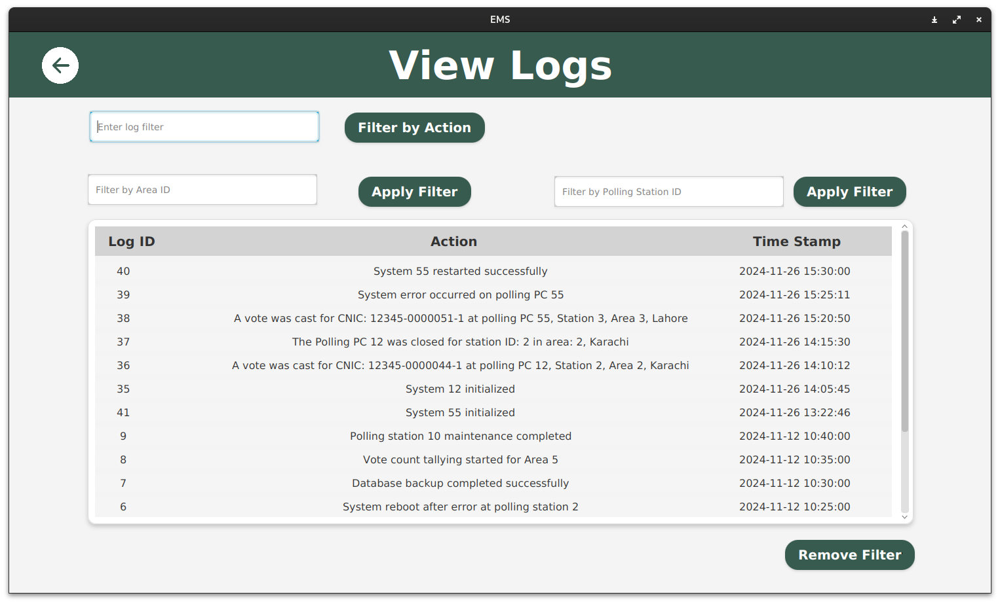 EMS
View Logs
Enter log filter
Filter by Action
Filter by Area ID
Apply Filter
Filter by Polling Station ID
Apply Filter
Log ID Action Time Stamp
40 System 55 restarted successfully 2024-11-26 15:30:00
39 System error occurred on polling PC 55 2024-11-26 15:25:11
38 A vote was cast for CNIC: 12345-0000051-1 at polling PC 55, Station 3, Area 3, Lahore 2024-11-26 15:20:50
37 The Polling PC 12 was closed for station ID: 2 in area: 2, Karachi 2024-11-26 14:15:30
36 A vote was cast for CNIC: 12345-0000044-1 at polling PC 12, Station 2, Area 2, Karachi 2024-11-26 14:10:12
35 System 12 initialized 2024-11-26 14:05:45
41 System 55 initialized 2024-11-26 13:22:46
9 Polling station 10 maintenance completed 2024-11-12 10:40:00
8 Vote count tallying started for Area 5 2024-11-12 10:35:00
7 Database backup completed successfully 2024-11-12 10:30:00
6 System reboot after error at polling station 2 2024-11-12 10:25:00
Remove Filter